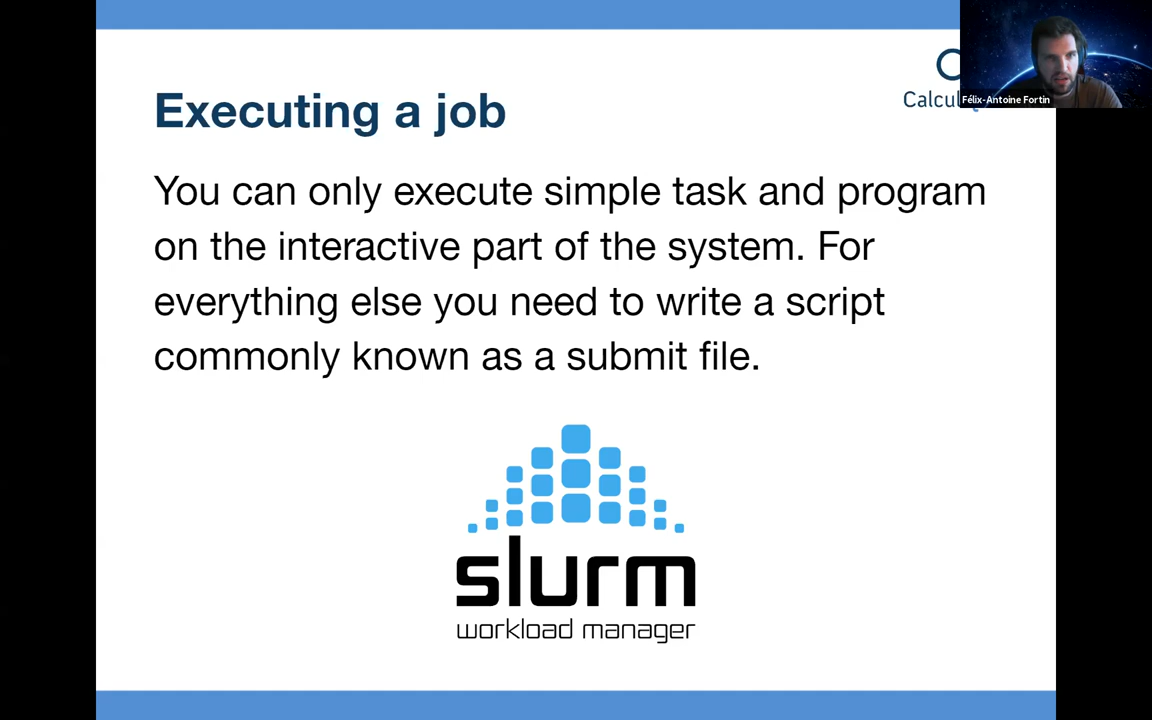 Executing a job
Calcul
Félix-Antoine Fortin
You can only execute simple task and program
on the interactive part of the system. For
everything else you need to write a script
commonly known as a submit file.
slurm
workload manager